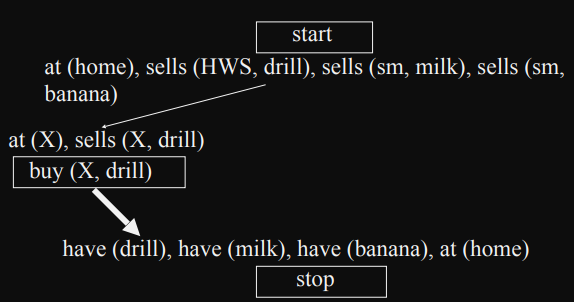 start
at (home), sells (HWS, drill), sells (sm, milk), sells (sm,
banana)
at (X), sells (X, drill)
buy (X, drill)
have (drill), have (milk), have (banana), at (home)
stop